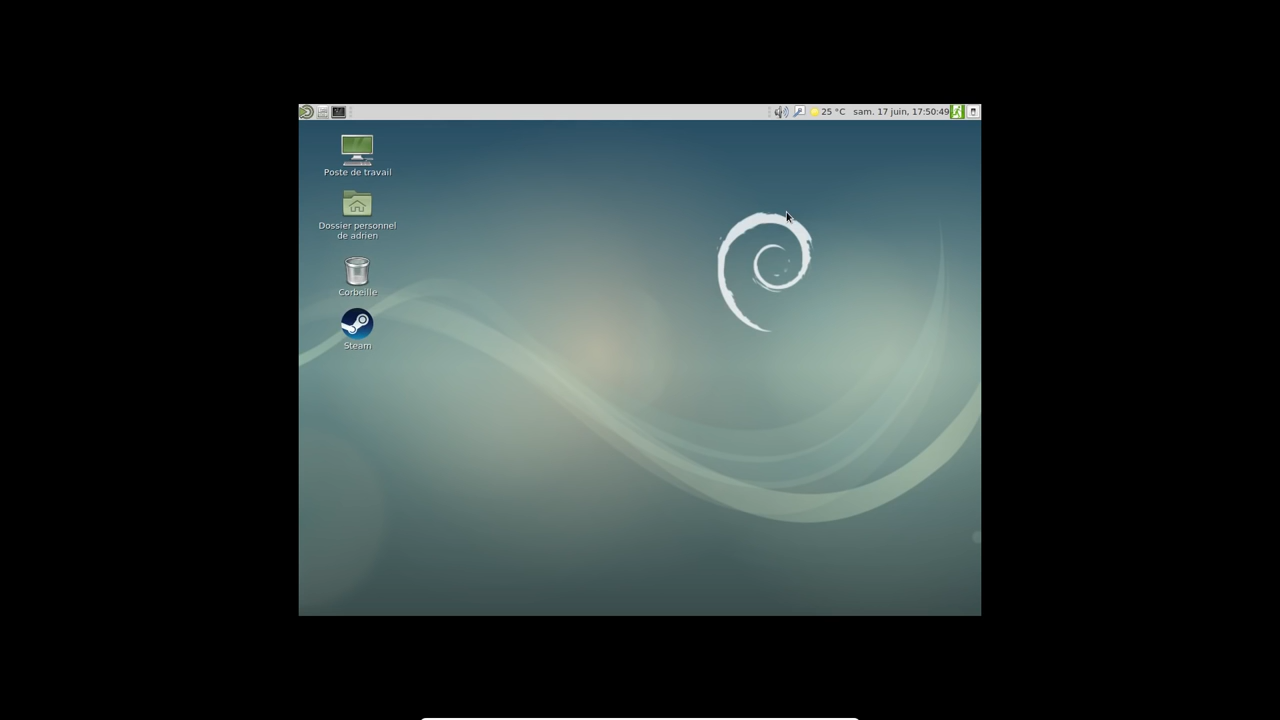 25 °C sam. 17 juin, 17:50:49
Poste de travail
Dossier personnel
de adrien
Corbeille
Steam